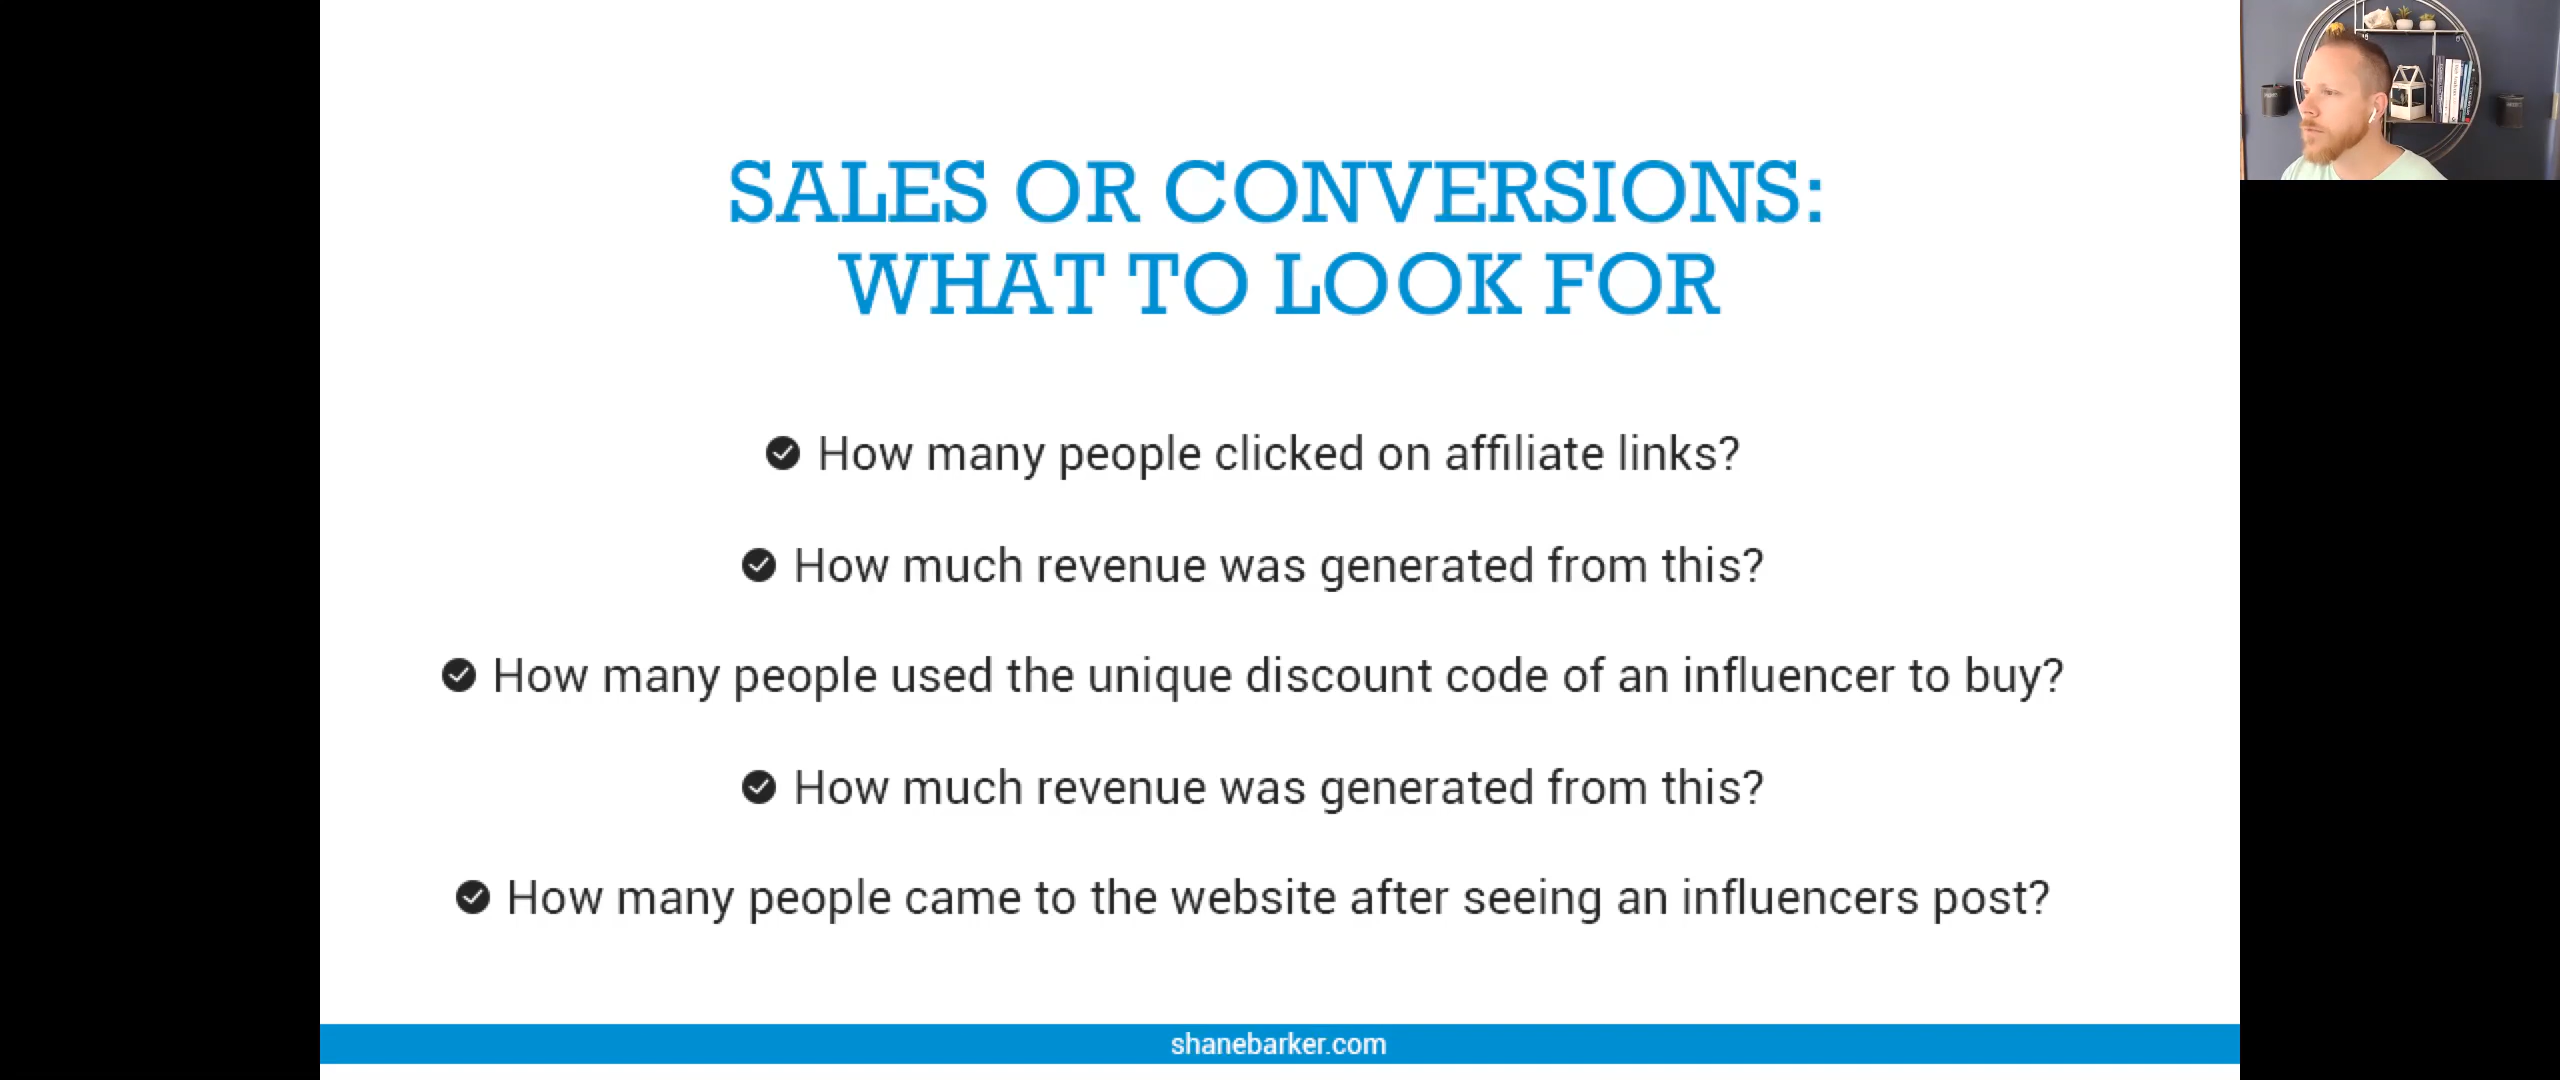 SALES OR CONVERSIONS:
WHAT TO LOOK FOR
How many people clicked on affiliate links?
How much revenue was generated from this?
How many people used the unique discount code of an influencer to buy?
How much revenue was generated from this?
How many people came to the website after seeing an influencers post?
shanebarker.com